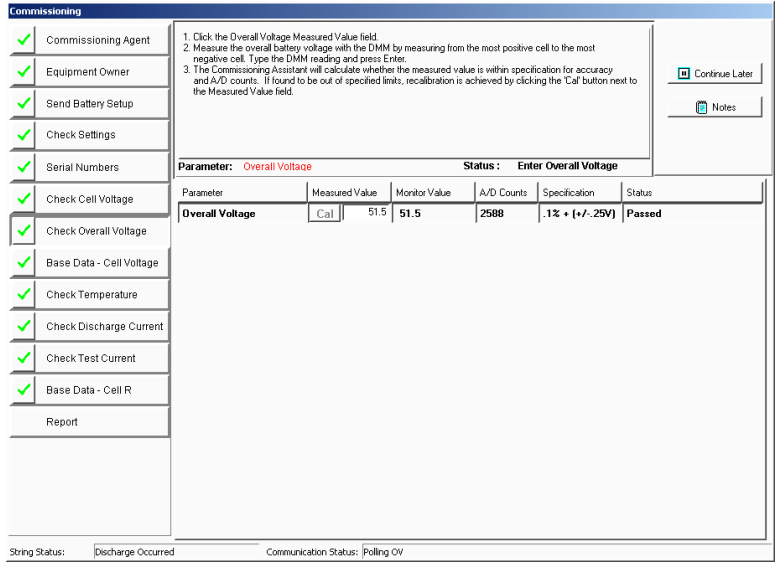 Commissioning
Commissioning Agent
Equipment Owner
Send Battery Setup
Check Settings
Serial Numbers
Check Cell Voltage
Check Overall Voltage
Base Data - Cell Voltage
Check Temperature
Check Discharge Current
Check Test Current
Base Data - Cell R
Report
1. Click the Overall Voltage Measured Value field.
2. Measure the overall battery voltage with the DMM by measuring from the most positive cell to the most
negative cell. Type the DMM reading and press Enter.
3. The Commissioning Assistant will calculate whether the measured value is within specification for accuracy
and A/D counts. If found to be out of specified limits, recalibration is achieved by clicking the 'Cal' button next to
the Measured Value field.
Parameter: Overall Voltage Status : Enter Overall Voltage
Continue Later
Notes
Parameter Measured Value Monitor Value A/D Counts Specification Status
Overall Voltage Cal 51.5 51.5 2588 .1% + (+/-.25V) Passed
String Status: Discharge Occurred Communication Status: Polling OV